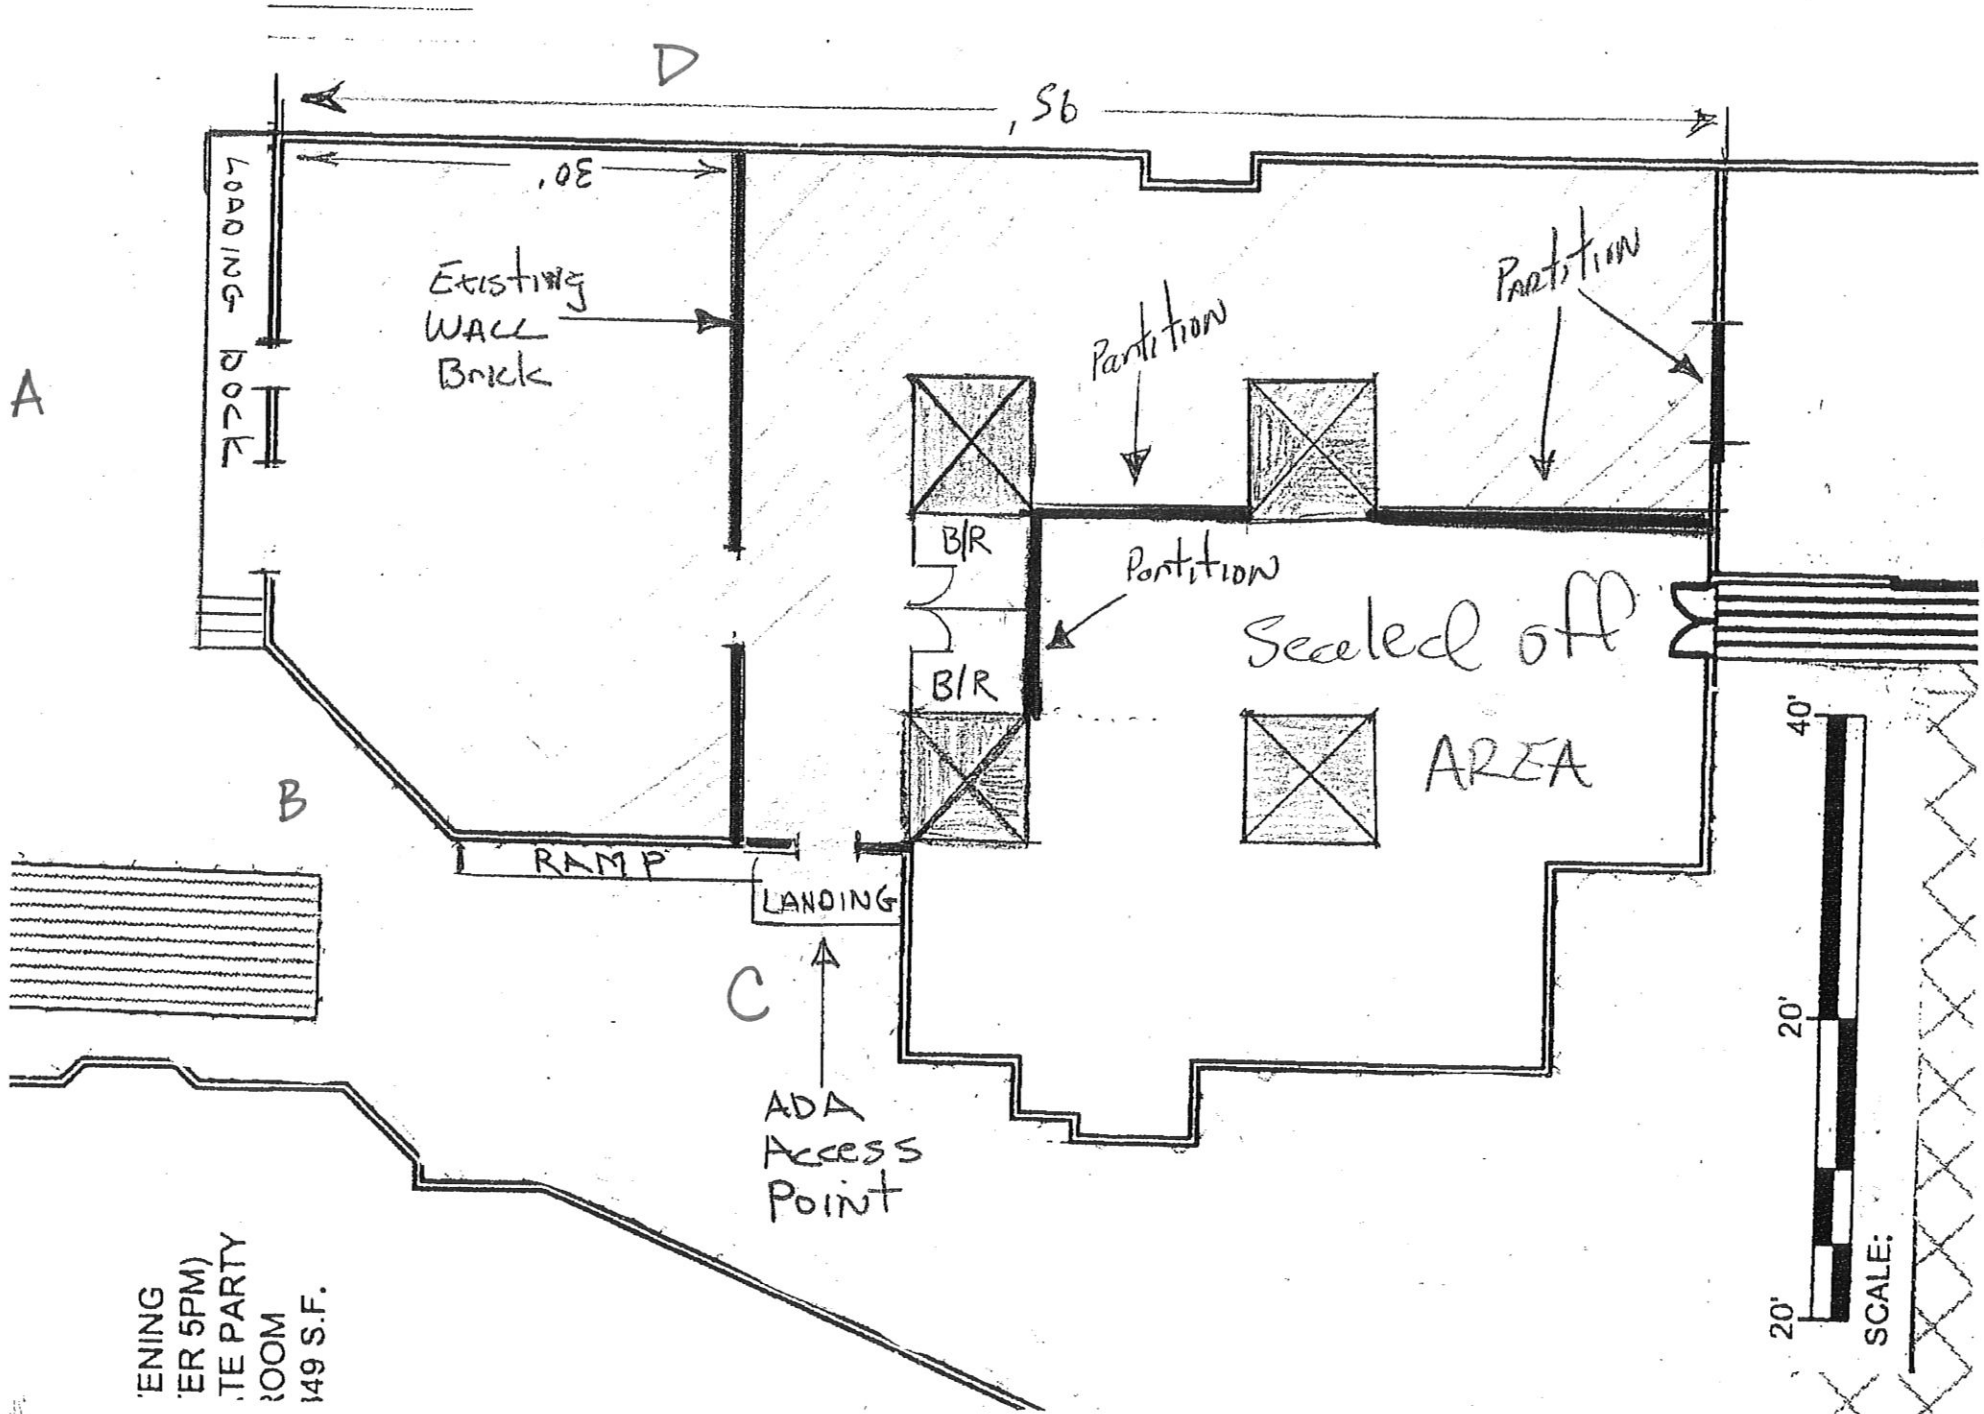 D
95'
30'
LOADING DOCK
Existing
WALL
Brick
Partition
Partition
A
B/R
Partition
Sealed off
B/R
AREA
B
RAMP
LANDING
C
ADA
Access
Point
40'
20'
20'
SCALE:
ENING
ER 5PM)
TE PARTY
ROOM
149 S.F.